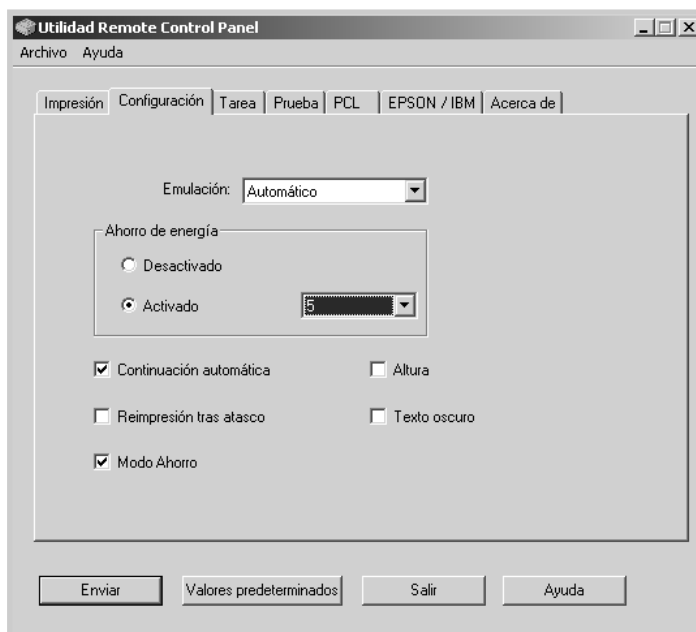 Utilidad Remote Control Panel
Archivo Ayuda
Impresión Configuración Tarea Prueba PCL EPSON / IBM Acerca de
Emulación: Automático
Ahorro de energía
Desactivado
Activado 5
Continuación automática Altura
Reimpresión tras atasco Texto oscuro
Modo Ahorro
Enviar Valores predeterminados Salir Ayuda